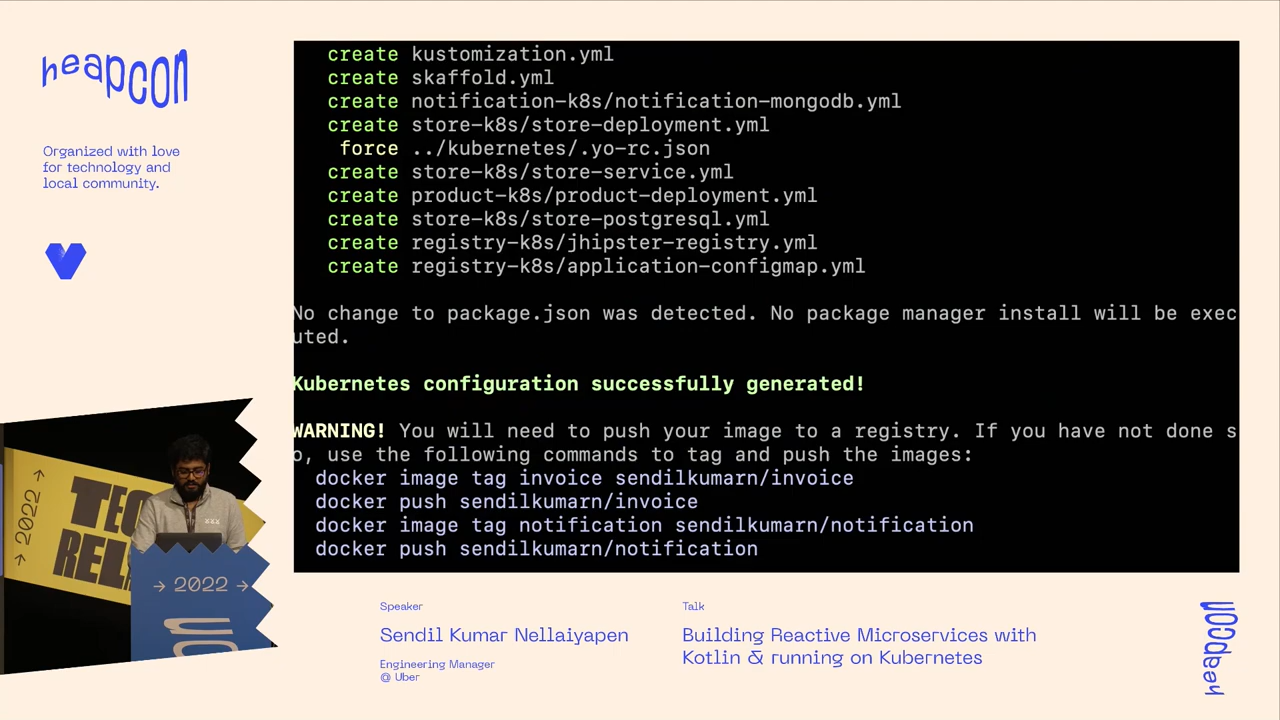 heapcon
Organized with love
for technology and
local community.
create kustomization.yml
create skaffold.yml
create notification-k8s/notification-mongodb.yml
create store-k8s/store-deployment.yml
force ../kubernetes/.yo-rc.json
create store-k8s/store-service.yml
create product-k8s/product-deployment.yml
create store-k8s/store-postgresql.yml
create registry-k8s/jhipster-registry.yml
create registry-k8s/application-configmap.yml
No change to package.json was detected. No package manager install will be exec
uted.
Kubernetes configuration successfully generated!
WARNING! You will need to push your image to a registry. If you have not done s
o, use the following commands to tag and push the images:
docker image tag invoice sendilkumarn/invoice
docker push sendilkumarn/invoice
docker image tag notification sendilkumarn/notification
docker push sendilkumarn/notification
→ 2022 →
→ 2022 →
Speaker
Sendil Kumar Nellaiyapen
Engineering Manager
@ Uber
Talk
Building Reactive Microservices with
Kotlin & running on Kubernetes
heapcon